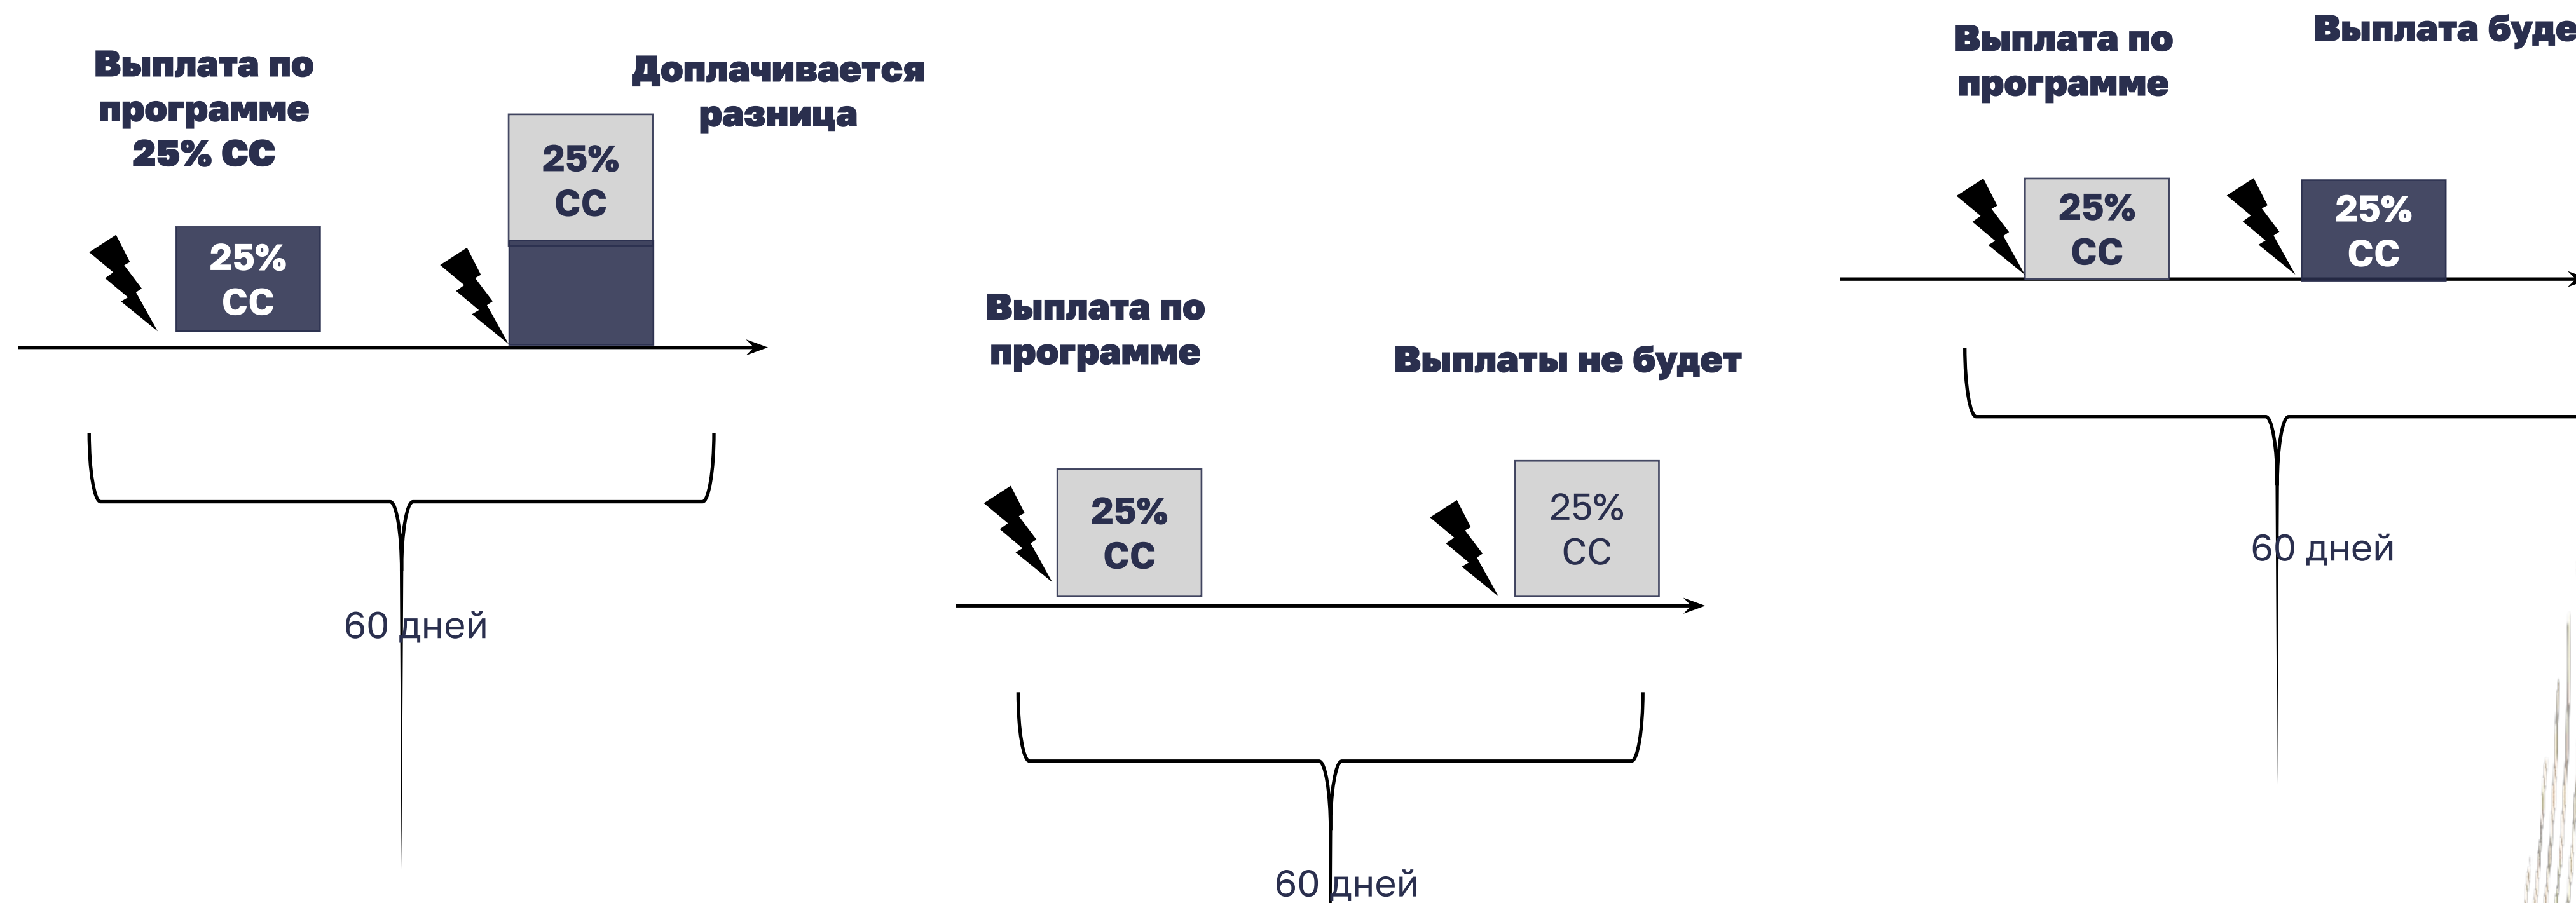 Выплата по
программе
25% СС
25%
СС
Доплачивается
разница
25%
СС
60 дней
Выплата по
программе
Выплаты не будет
25%
СС
25%
СС
60 дней
Выплата по
программе
Выплата
25%
СС
25%
СС
60 дней